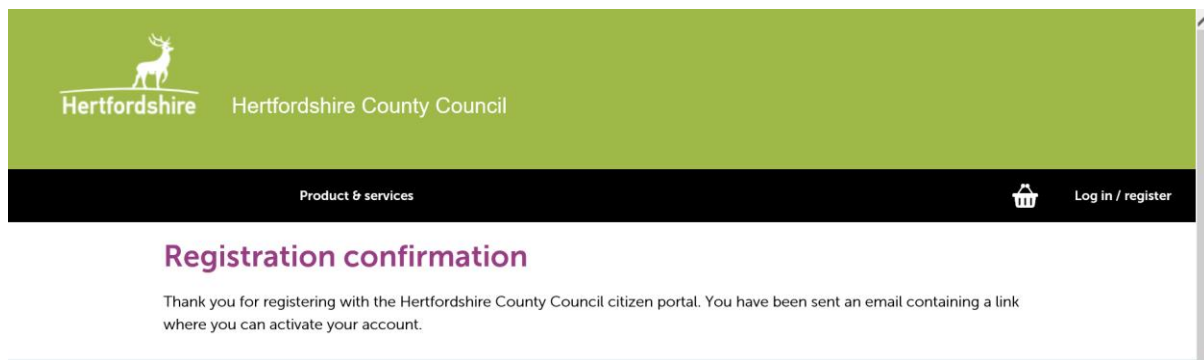 Hertfordshire
Hertfordshire County Council
Product & services
Log in / register
Registration confirmation
Thank you for registering with the Hertfordshire County Council citizen portal. You have been sent an email containing a link
where you can activate your account.